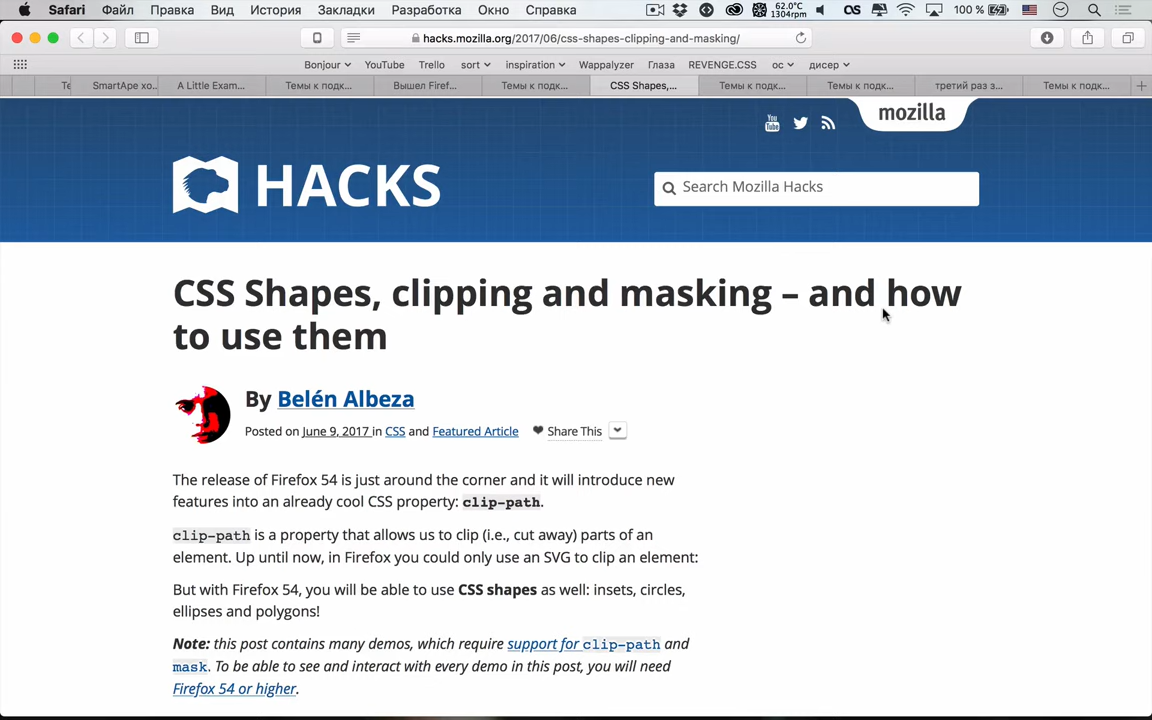 Safari Файл Правка Вид История Закладки Разработка Окно Справка 62.0°C 1304rpm 100 %
hacks.mozilla.org/2017/06/css-shapes-clipping-and-masking/
Bonjour YouTube Trello sort inspiration Wappalyzer Глаза REVENGE.CSS ос дисер
Те SmartApe хо... A Little Exam... Темы к подк... Вышел Firef... Темы к подк... CSS Shapes,... Темы к подк... Темы к подк... третий раз з... Темы к подк...
You Tube mozilla
HACKS
Search Mozilla Hacks
CSS Shapes, clipping and masking – and how
to use them
By Belén Albeza
Posted on June 9, 2017 in CSS and Featured Article Share This
The release of Firefox 54 is just around the corner and it will introduce new
features into an already cool CSS property: clip-path.
clip-path is a property that allows us to clip (i.e., cut away) parts of an
element. Up until now, in Firefox you could only use an SVG to clip an element:
But with Firefox 54, you will be able to use CSS shapes as well: insets, circles,
ellipses and polygons!
Note: this post contains many demos, which require support for clip-path and
mask. To be able to see and interact with every demo in this post, you will need
Firefox 54 or higher.